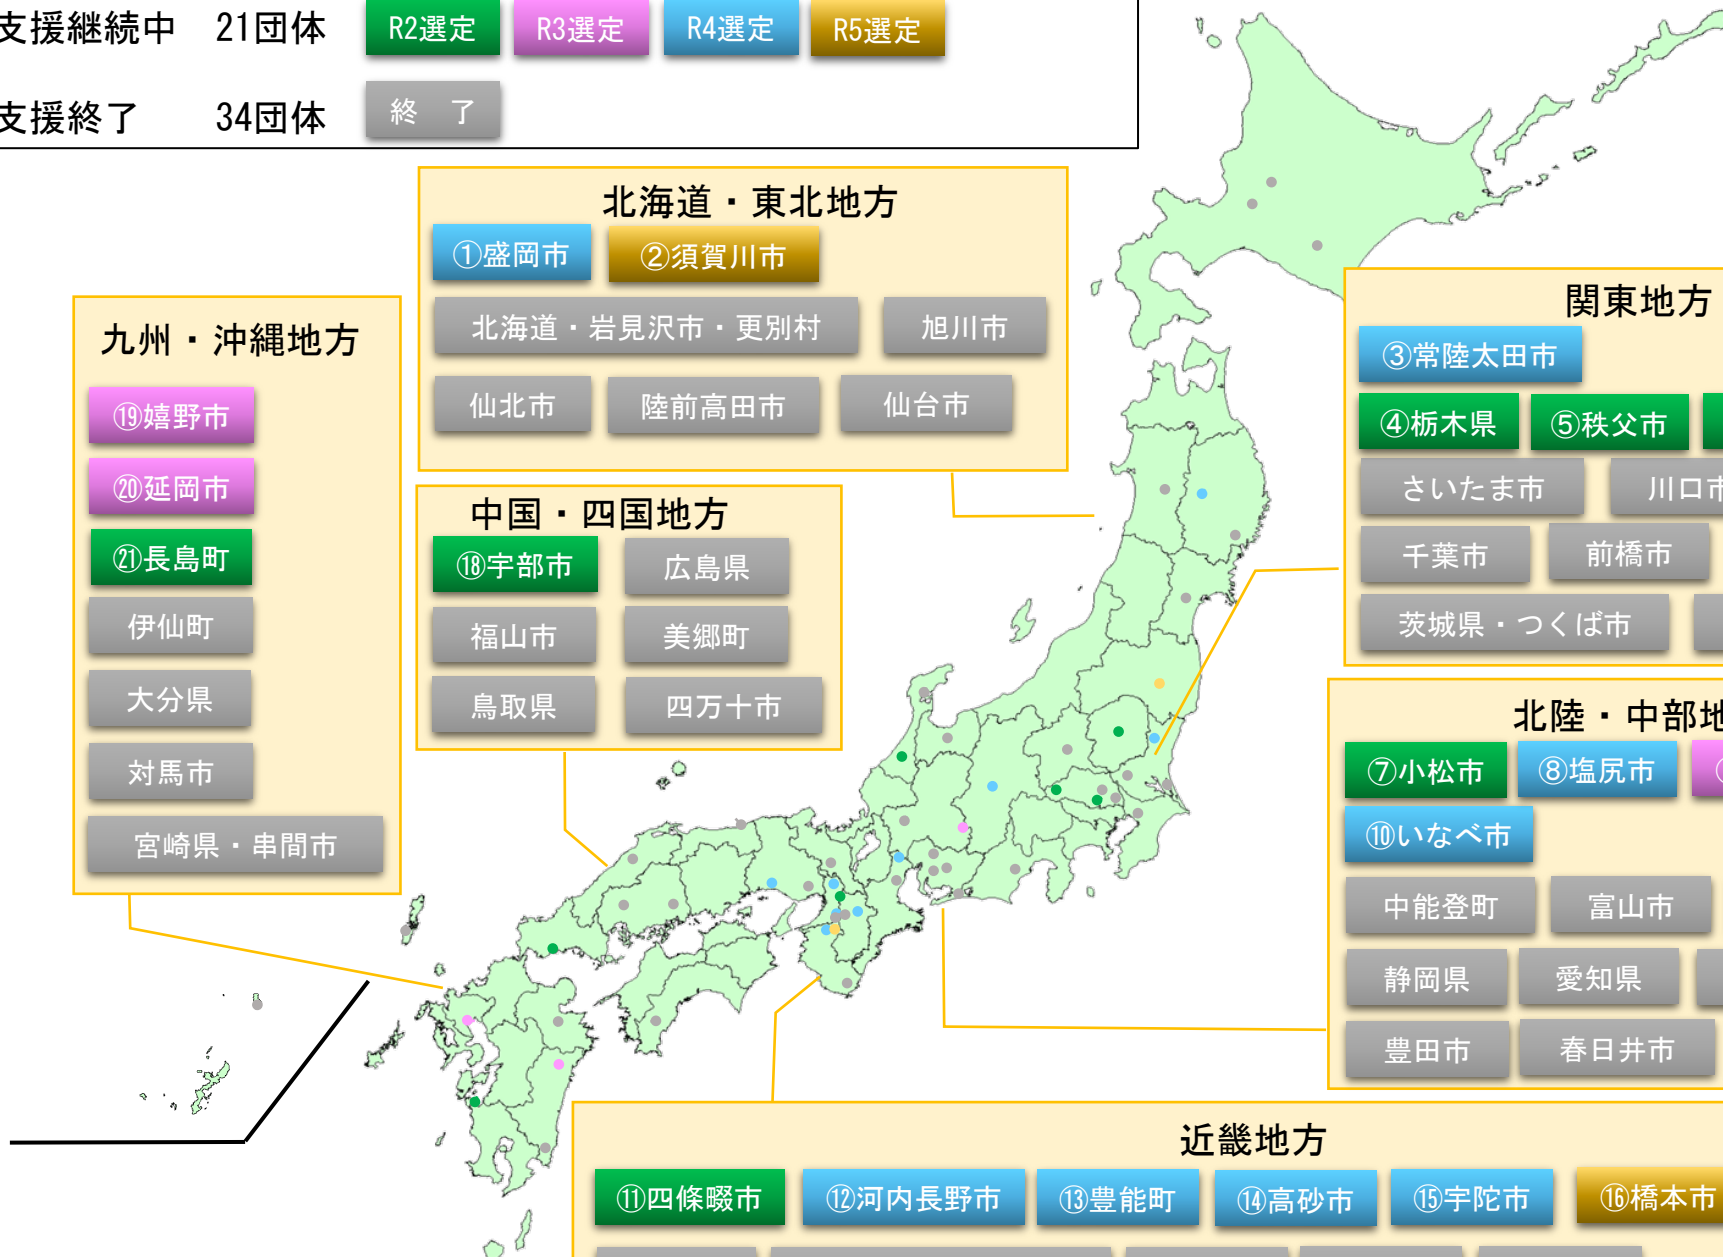 支援継続中 21団体 R2選定 R3選定 R4選定 R5選定
支援終了 34団体 終 了
北海道・東北地方
①盛岡市 ②須賀川市
北海道・岩見沢市・更別村 旭川市
仙北市 陸前高田市 仙台市
関東地方
③常陸太田市
④栃木県 ⑤秩父市
さいたま市 川口市
千葉市 前橋市
茨城県・つくば市
九州・沖縄地方
⑲嬉野市
⑳延岡市
㉑長島町
伊仙町
大分県
対馬市
宮崎県・串間市
中国・四国地方
⑱宇部市 広島県
福山市 美郷町
鳥取県 四万十市
北陸・中部地
⑦小松市 ⑧塩尻市
⑩いなべ市
中能登町 富山市
静岡県 愛知県
豊田市 春日井市
近畿地方
⑪四條畷市 ⑫河内長野市 ⑬豊能町 ⑭高砂市 ⑮宇陀市 ⑯橋本市